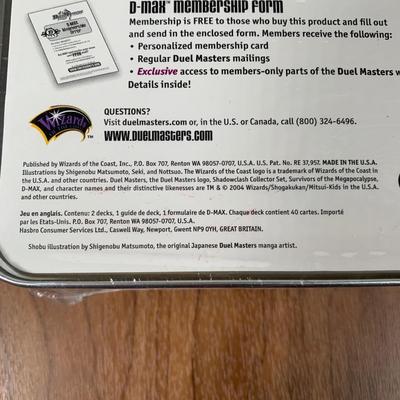 D-MAX™ MEMBERSHIP FORM
Membership is FREE to those who buy this product and fill out
and send in the enclosed form. Members receive the following:
• Personalized membership card
• Regular Duel Masters mailings
• Exclusive access to members-only parts of the Duel Masters w
Details inside!
Wizards
OF THE COAST
™
QUESTIONS?
Visit duelmasters.com or, in the U.S. or Canada, call (800) 324-6496.
WWW.DUELMASTERS.COM
Published by Wizards of the Coast, Inc., P.O. Box 707, Renton WA 98057-0707, U.S.A. U.S. Pat. No. RE 37,957. MADE IN THE U.S.A.
Illustrations by Shigenobu Matsumoto, Seki, and Nottsuo. The Wizards of the Coast logo is a trademark of Wizards of the Coast in
the U.S.A. and other countries. Duel Masters, the Duel Masters logo, Shadowclash Collector Set, Survivors of the Megapocalypse,
D-MAX, and character names and their distinctive likenesses are TM & © 2004 Wizards/Shogakukan/Mitsui-Kids in the U.S.A.
and other countries.
Jeu en anglais. Contenu: 2 decks, 1 guide de deck, 1 formulaire de D-MAX. Chaque deck contient 40 cartes. Importé
par les Etats-Unis. P.O. Box 707, Renton WA 98057-0707, U.S.A.
Hasbro Consumer Services Ltd., Caswell Way, Newport, Gwent NP9 0YH, GREAT BRITAIN.
Shobu illustration by Shigenobu Matsumoto, the original Japanese Duel Masters manga artist.